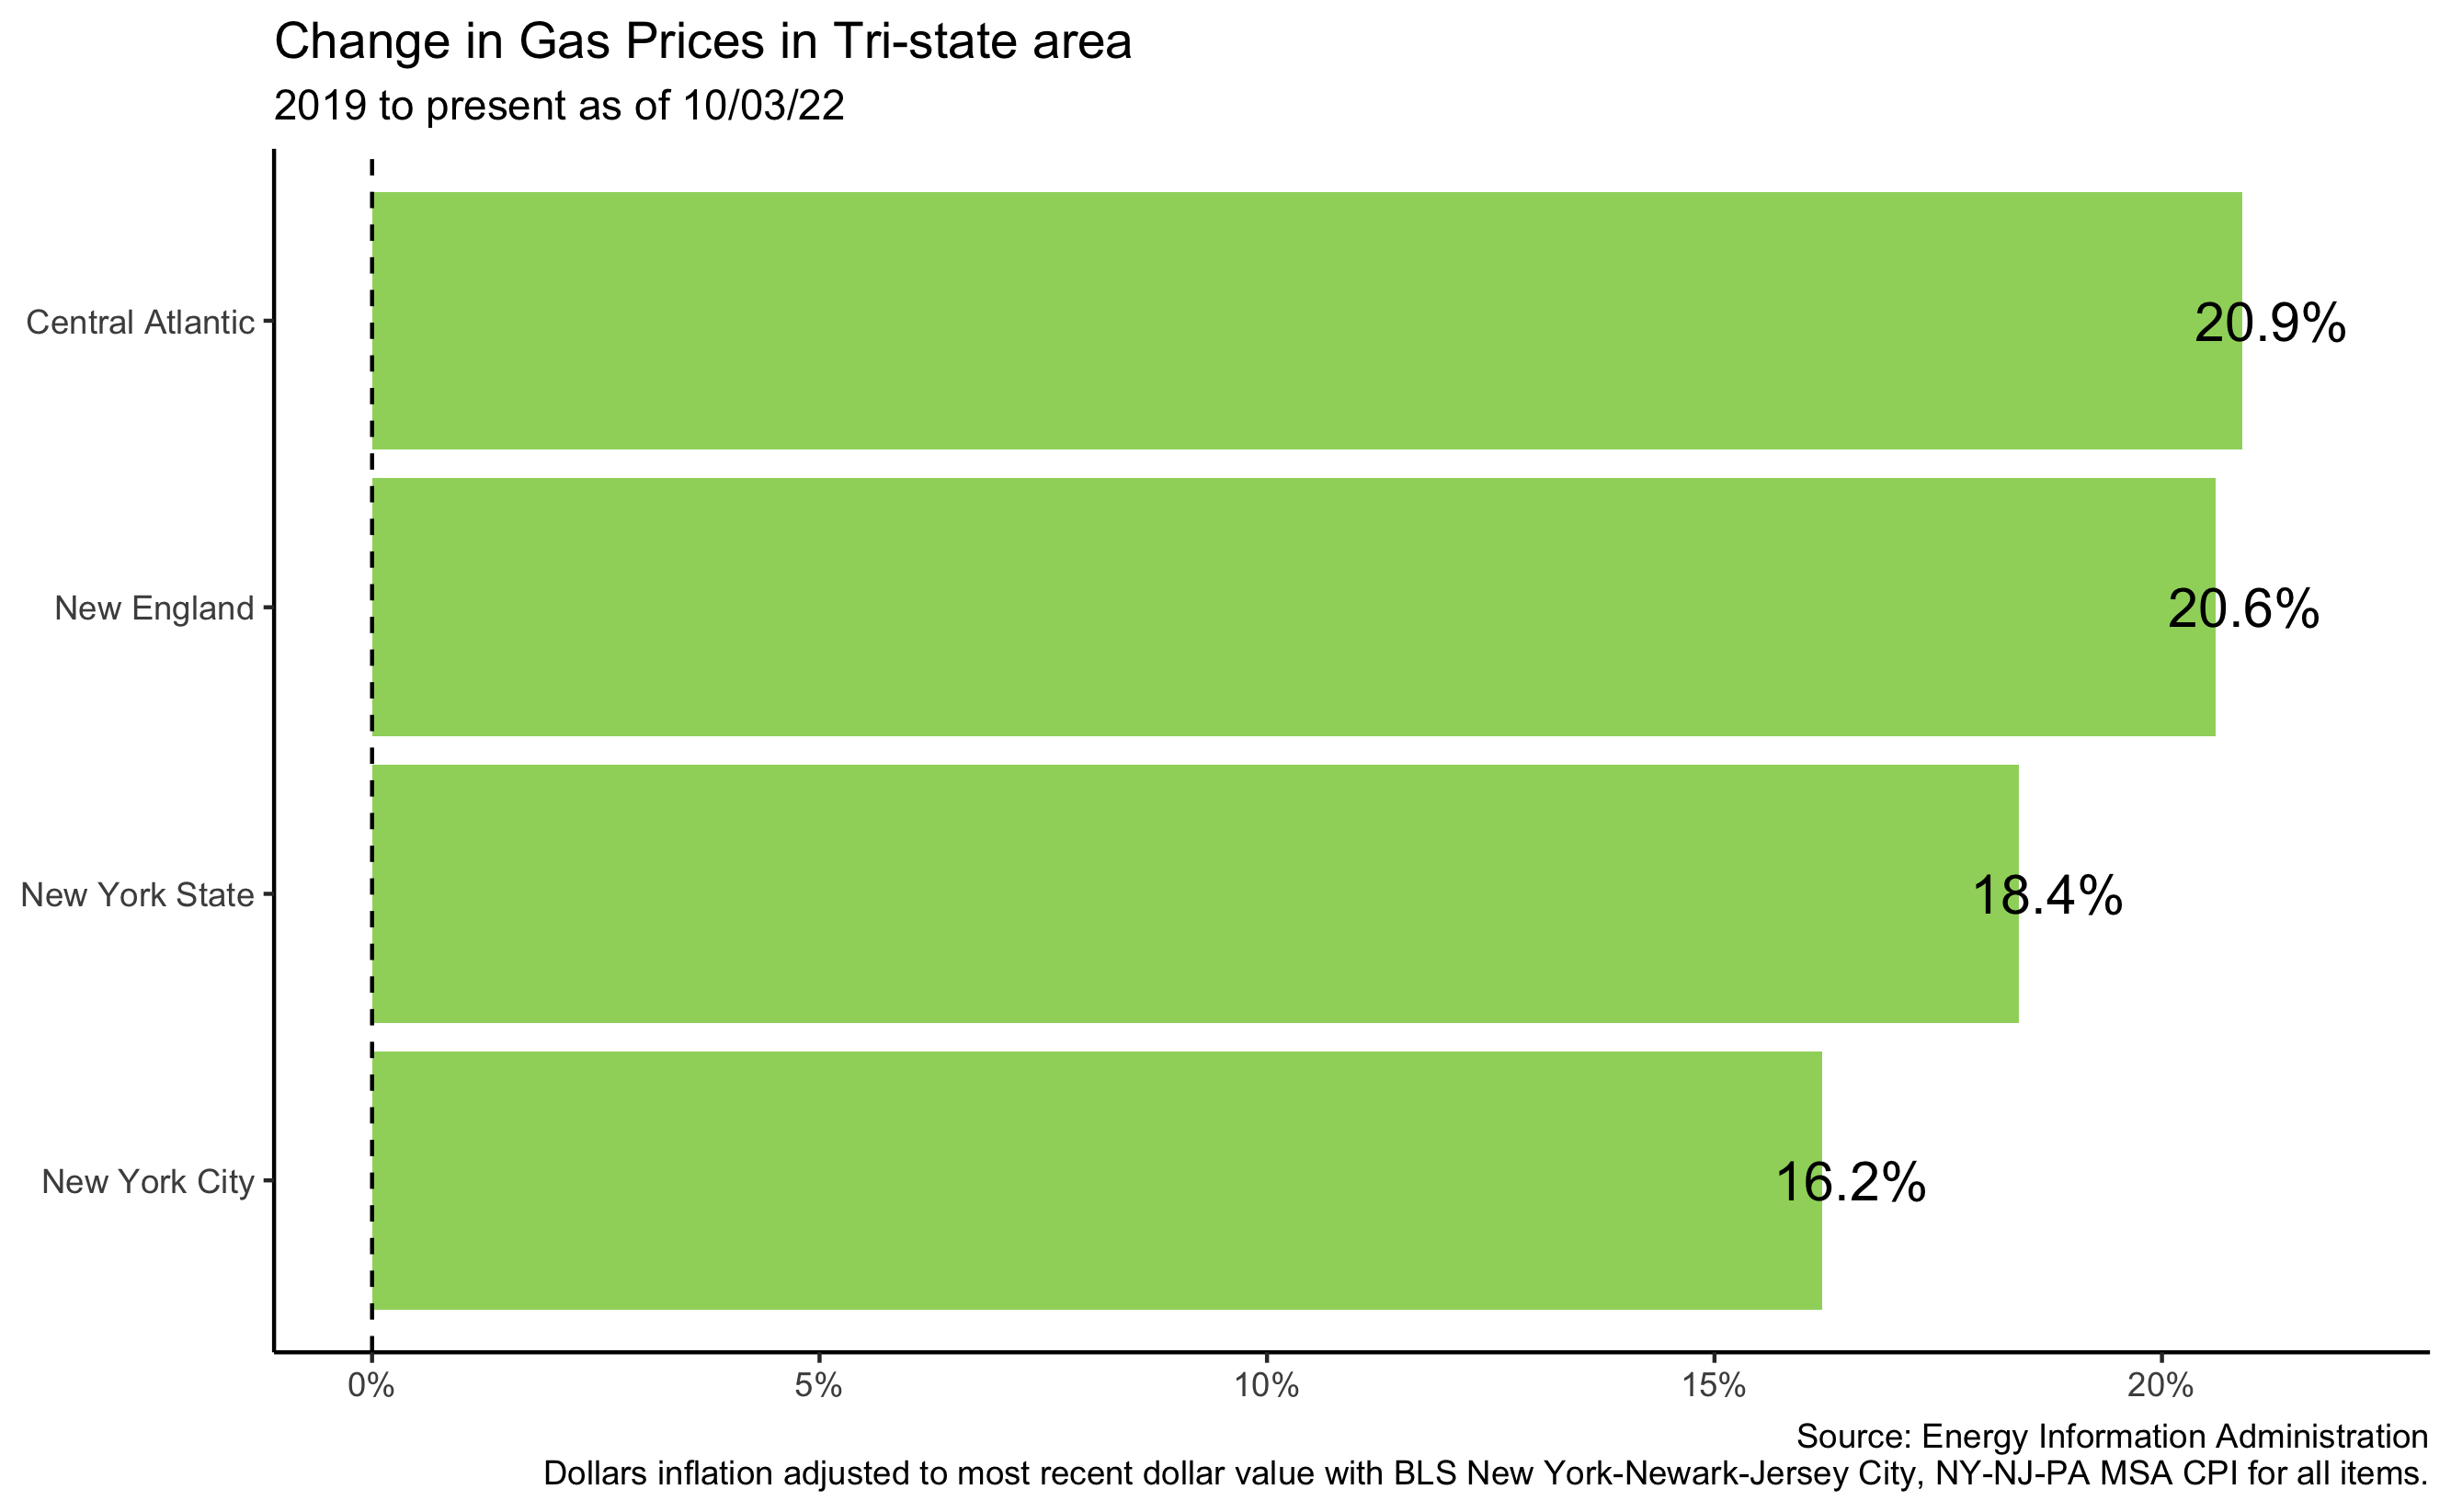 Change in Gas Prices in Tri-state area
2019 to present as of 10/03/22
Central Atlantic
20.9%
New England
20.6%
New York State
18.4%
New York City
16.2%
0%
5%
10%
15%
20%
Source: Energy Information Administration
Dollars inflation adjusted to most recent dollar value with BLS New York-Newark-Jersey City, NY-NJ-PA MSA CPI for all items.